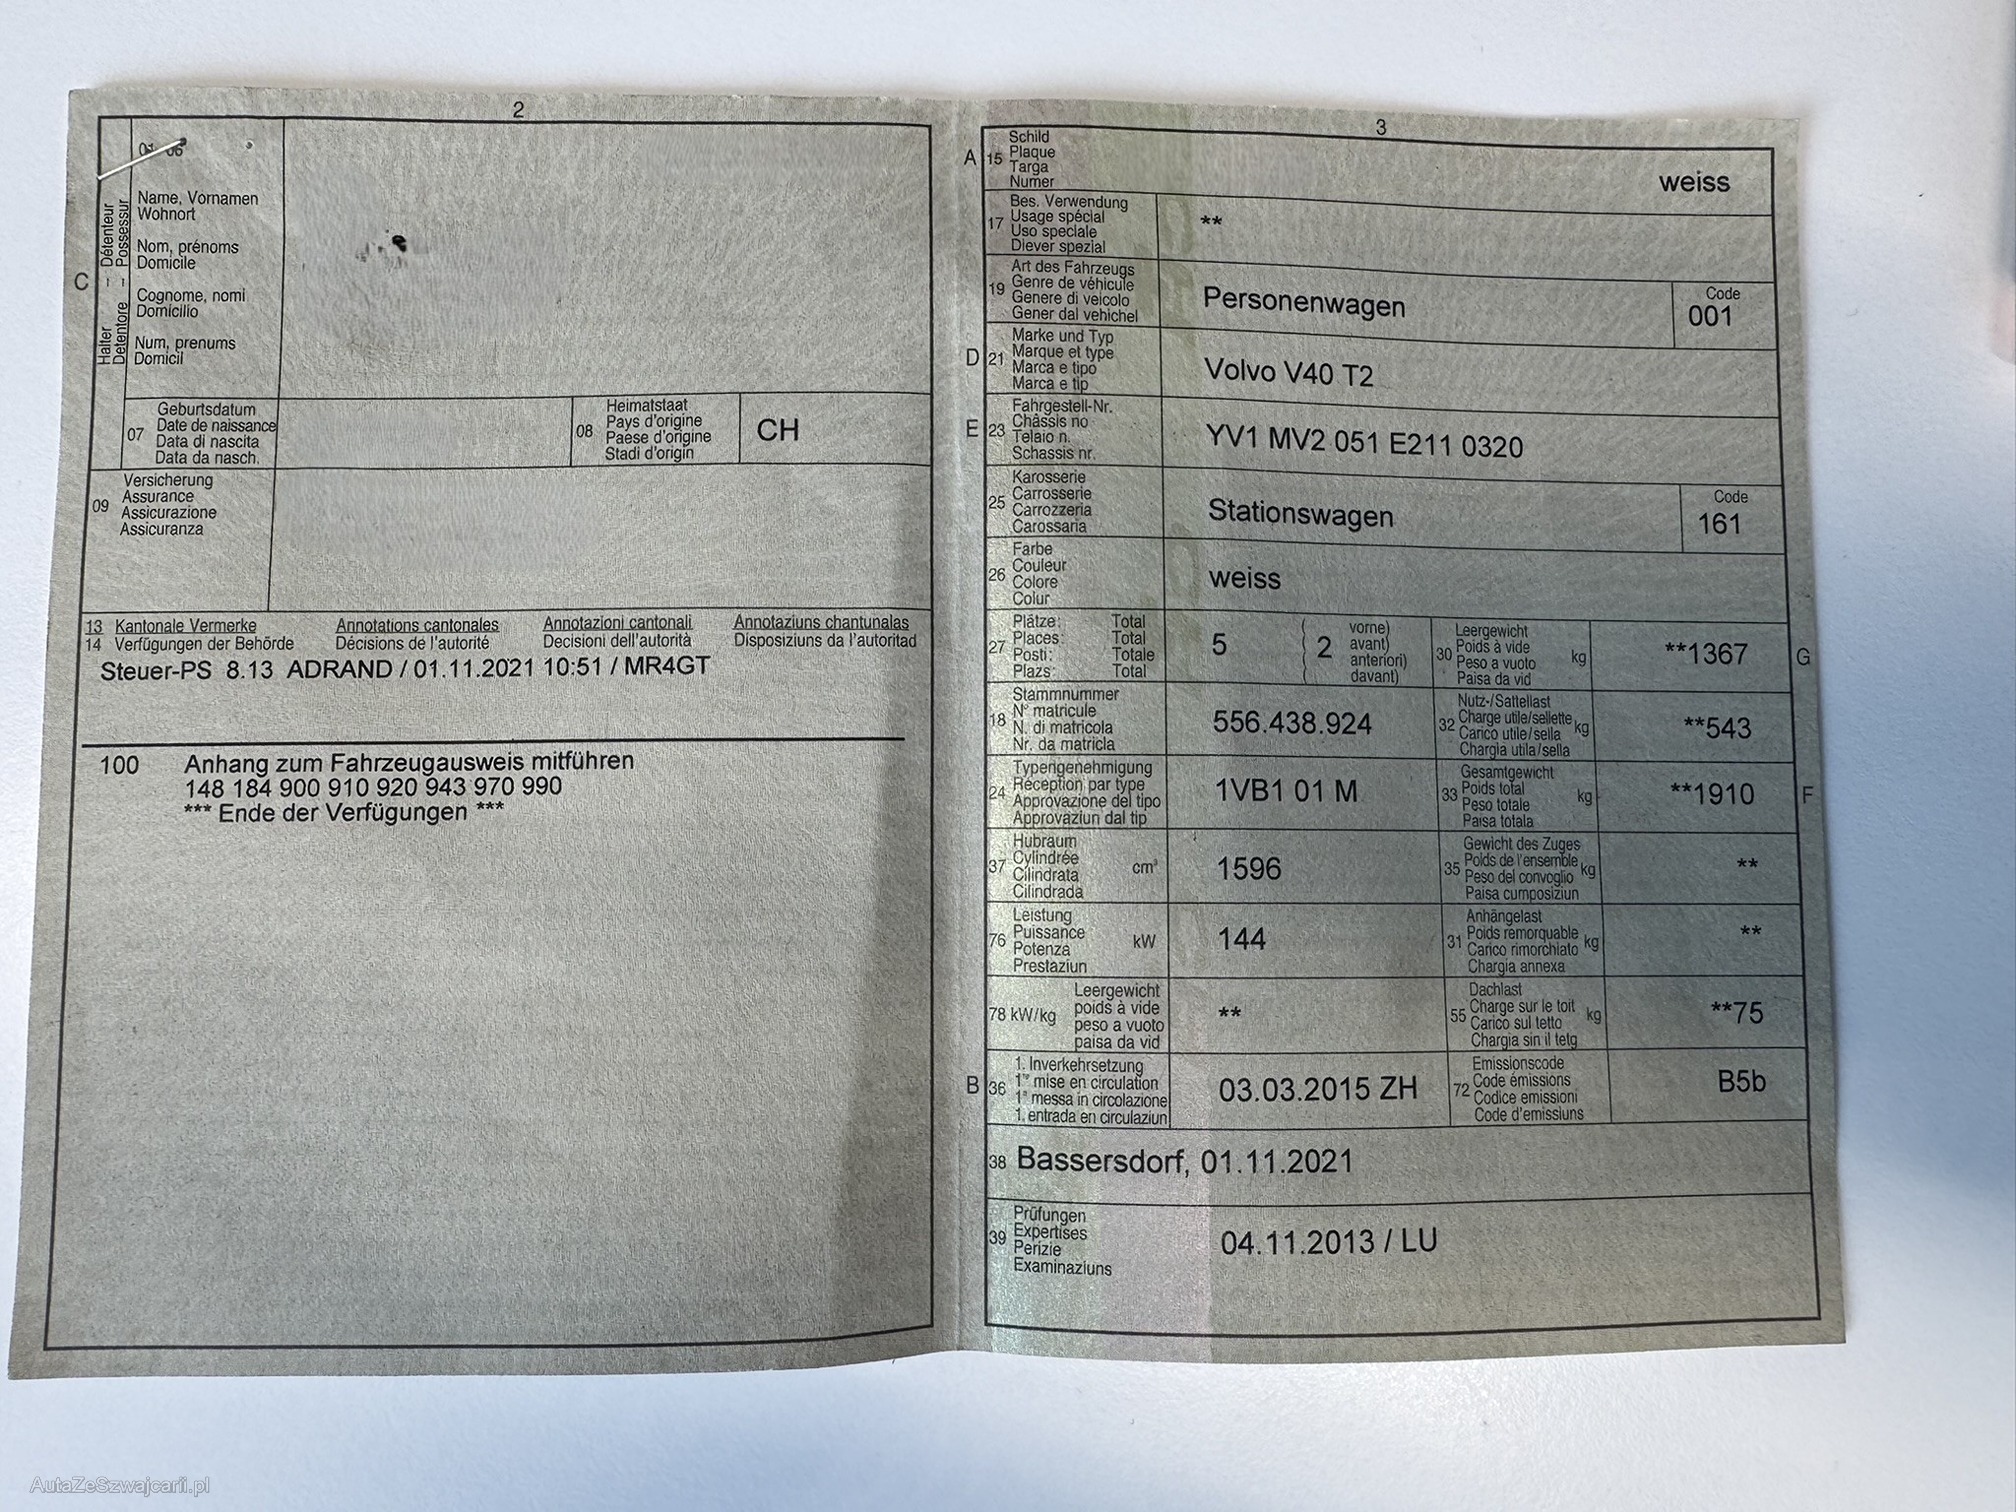 2
01-06
Name, Vornamen
Wohnort
Nom, prénoms
Domicile
Cognome, nomi
Domicilio
Num, prenums
Domicil
C
Halter – Détenteur
Detentore – Possessur
07
Geburtsdatum
Date de naissance
Data di nascita
Data da nasch.
08
Heimatstaat
Pays d'origine
Paese d'origine
Stadi d'origin
CH
09
Versicherung
Assurance
Assicurazione
Assicuranza
13 Kantonale Vermerke Annotations cantonales Annotazioni cantonali Annotaziuns chantunalas
14 Verfügungen der Behörde Décisions de l'autorité Decisioni dell'autorità Disposiziuns da l'autoritad
Steuer-PS 8.13 ADRAND / 01.11.2021 10:51 / MR4GT
100 Anhang zum Fahrzeugausweis mitführen
148 184 900 910 920 943 970 990
*** Ende der Verfügungen ***
3
A 15
Schild
Plaque
Targa
Numer
weiss
17
Bes. Verwendung
Usage spécial
Uso speciale
Diever spezial
**
19
Art des Fahrzeugs
Genre de véhicule
Genere di veicolo
Gener dal vehichel
Personenwagen
Code
001
D 21
Marke und Typ
Marque et type
Marca e tipo
Marca e tip
Volvo V40 T2
E 23
Fahrgestell-Nr.
Châssis no
Telaio n.
Schassis nr.
YV1 MV2 051 E211 0320
25
Karosserie
Carrosserie
Carrozzeria
Carossaria
Stationswagen
Code
161
26
Farbe
Couleur
Colore
Colur
weiss
27
Plätze: Total
Places: Total
Posti: Totale
Plazs: Total
5
( 2
vorne)
avant)
anteriori)
davant)
30
Leergewicht
Poids à vide
Peso a vuoto
Paisa da vid
kg
**1367
G
18
Stammnummer
N° matricule
N. di matricola
Nr. da matricla
556.438.924
32
Nutz-/Sattellast
Charge utile/sellette
Carico utile/sella
Chargia utila/sella
kg
**543
24
Typengenehmigung
Réception par type
Approvazione del tipo
Approvaziun dal tip
1VB1 01 M
33
Gesamtgewicht
Poids total
Peso totale
Paisa totala
kg
**1910
F
37
Hubraum
Cylindrée
Cilindrata
Cilindrada
cm³
1596
35
Gewicht des Zuges
Poids de l'ensemble
Peso del convoglio
Paisa cumposiziun
kg
**
76
Leistung
Puissance
Potenza
Prestaziun
kW
144
31
Anhängelast
Poids remorquable
Carico rimorchiato
Chargia annexa
kg
**
78 kW/kg
Leergewicht
poids à vide
peso a vuoto
paisa da vid
**
55
Dachlast
Charge sur le toit
Carico sul tetto
Chargia sin il tetg
kg
**75
B 36
1. Inverkehrsetzung
1re mise en circulation
1a messa in circolazione
1. entrada en circulaziun
03.03.2015 ZH
72
Emissionscode
Code émissions
Codice emissioni
Code d'emissiuns
B5b
38 Bassersdorf, 01.11.2021
39
Prüfungen
Expertises
Perizie
Examinaziuns
04.11.2013 / LU
AutaZeSzwajcarii.pl